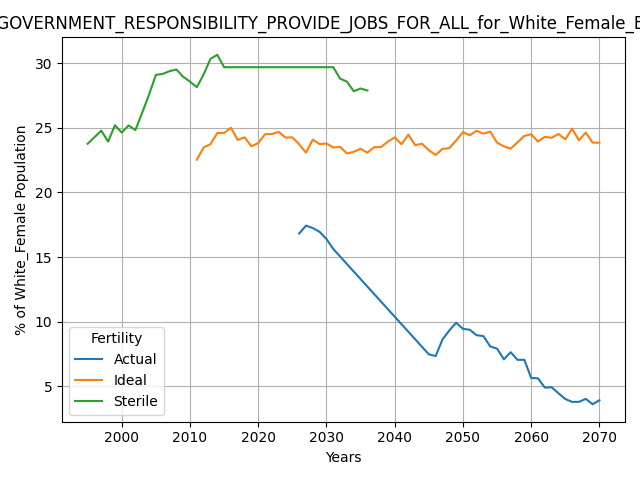 GOVERNMENT_RESPONSIBILITY_PROVIDE_JOBS_FOR_ALL_for_White_Female_E
30
25
20
15
10
5
% of White_Female Population
Fertility
Actual
Ideal
Sterile
2000 2010 2020 2030 2040 2050 2060 2070
Years